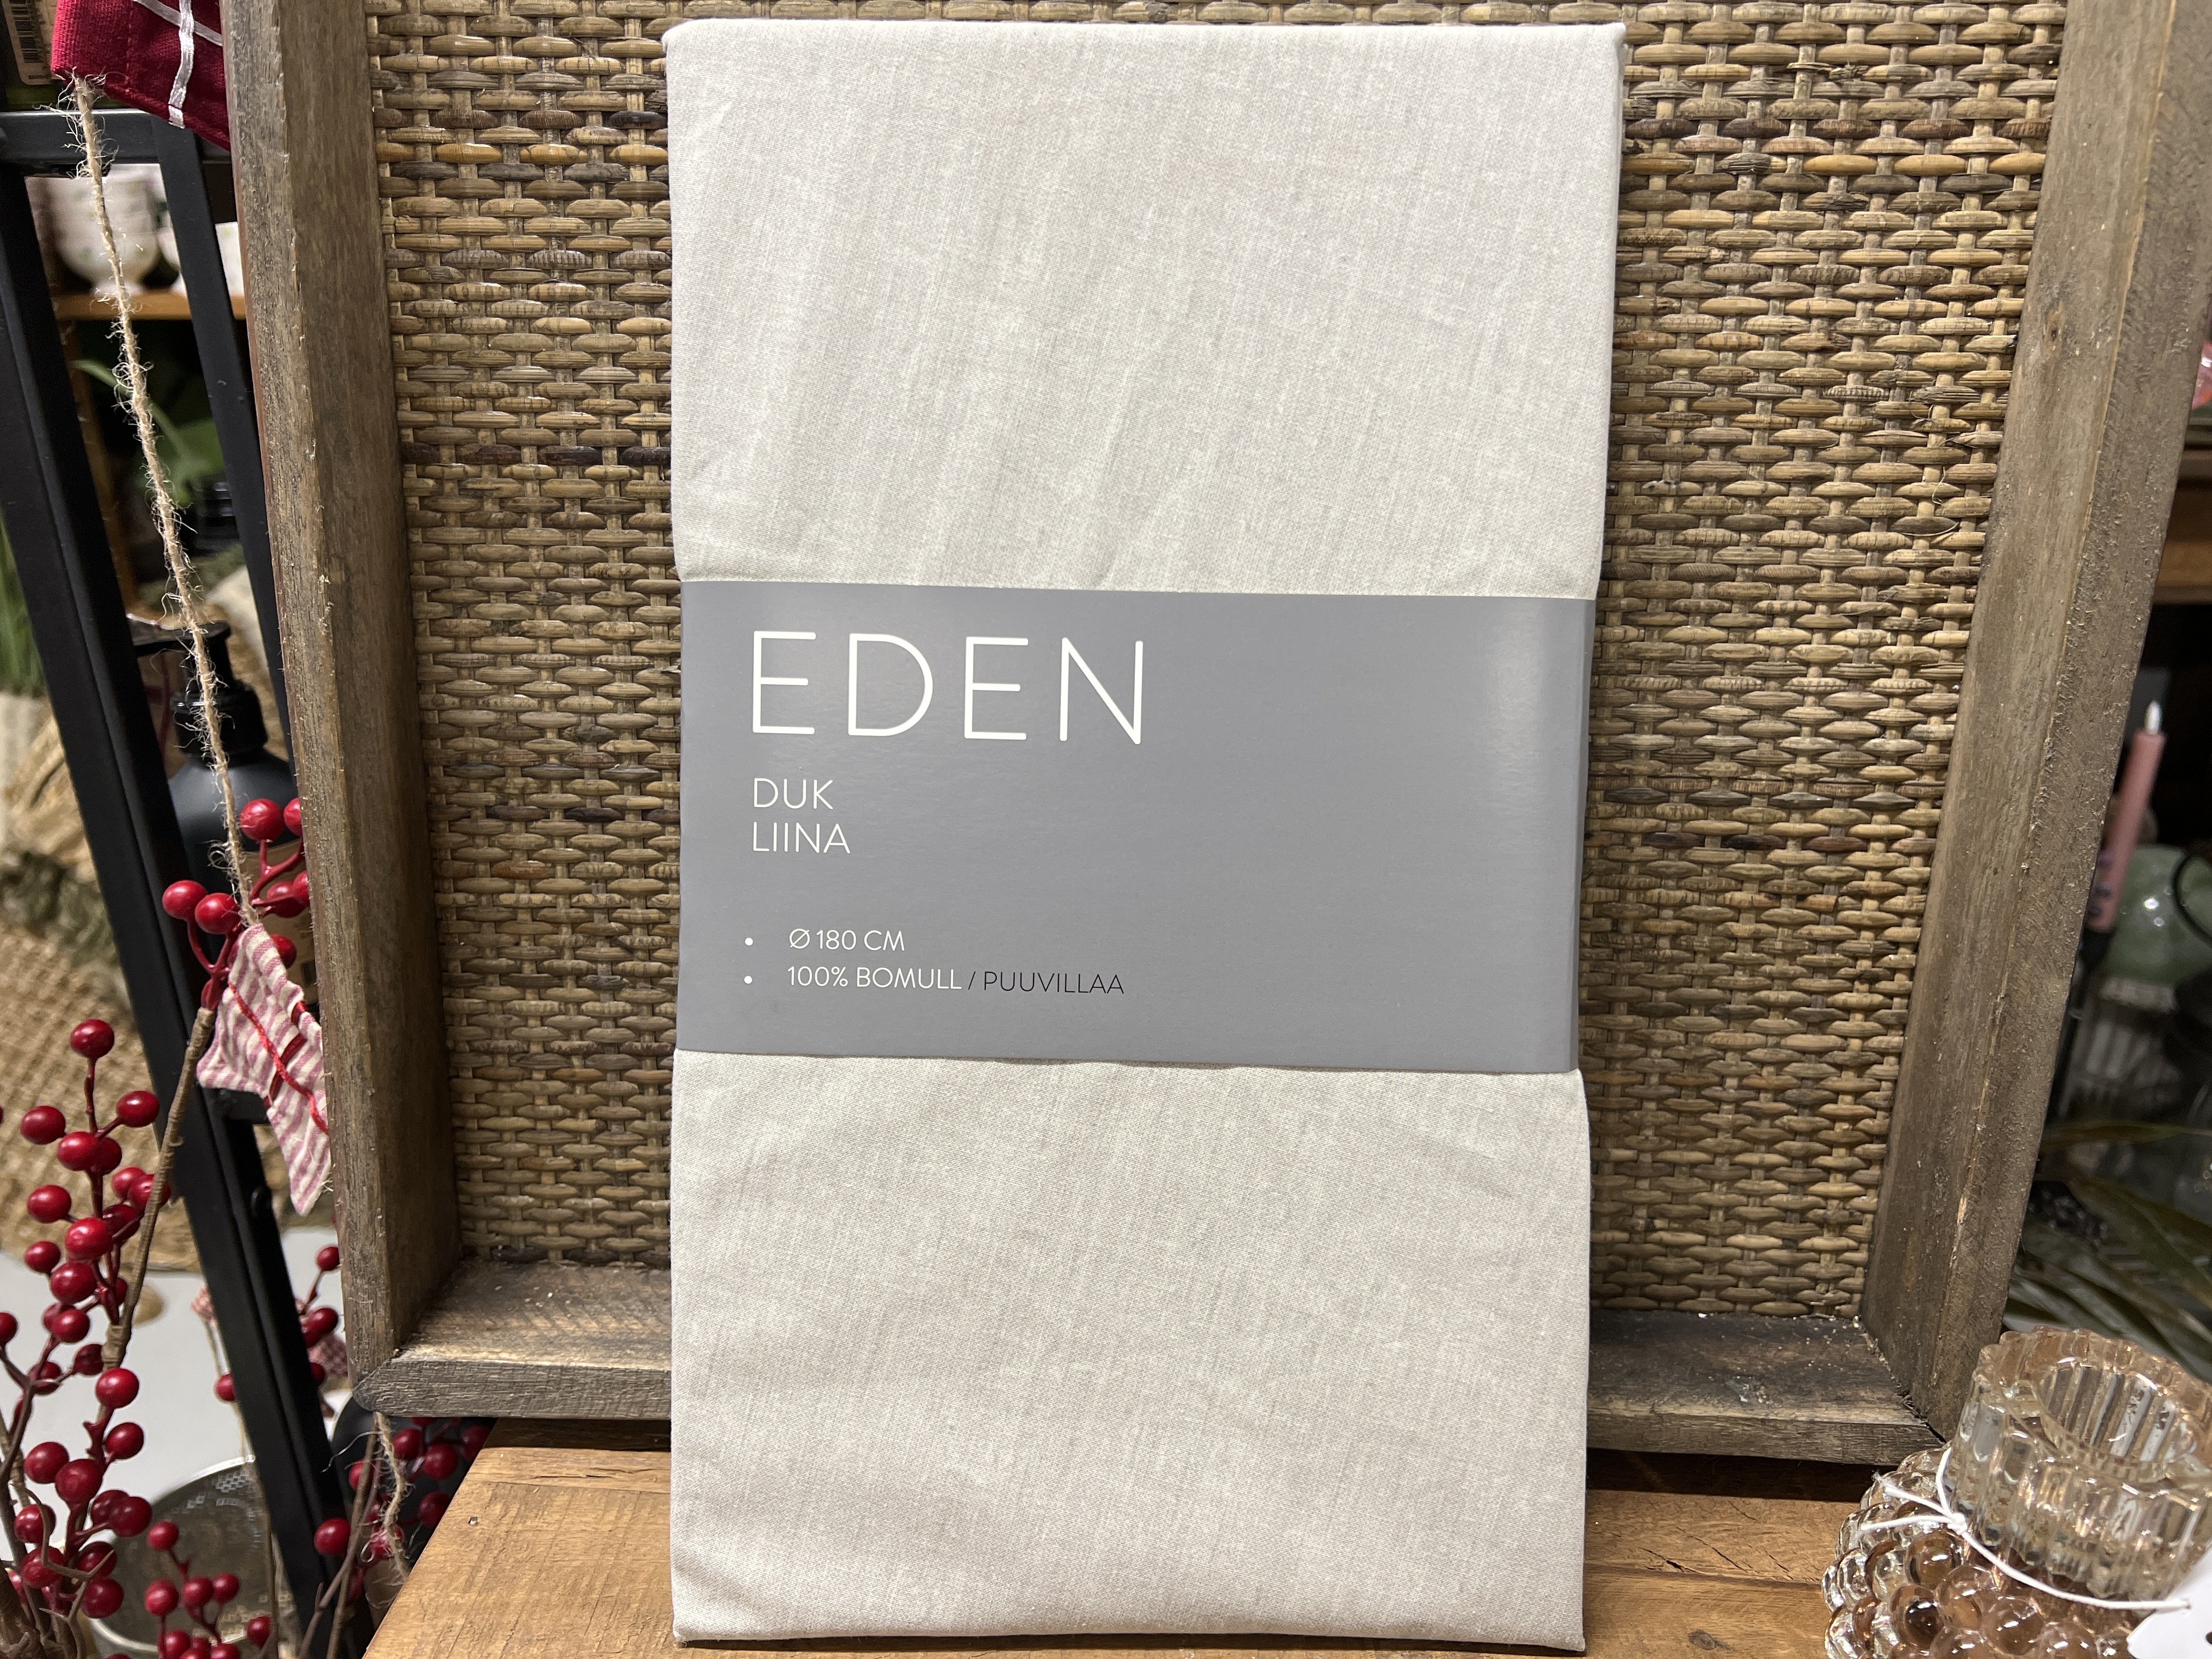 EDEN
DUK
LIINA
• Ø 180 CM
• 100% BOMULL / PUUVILLAA